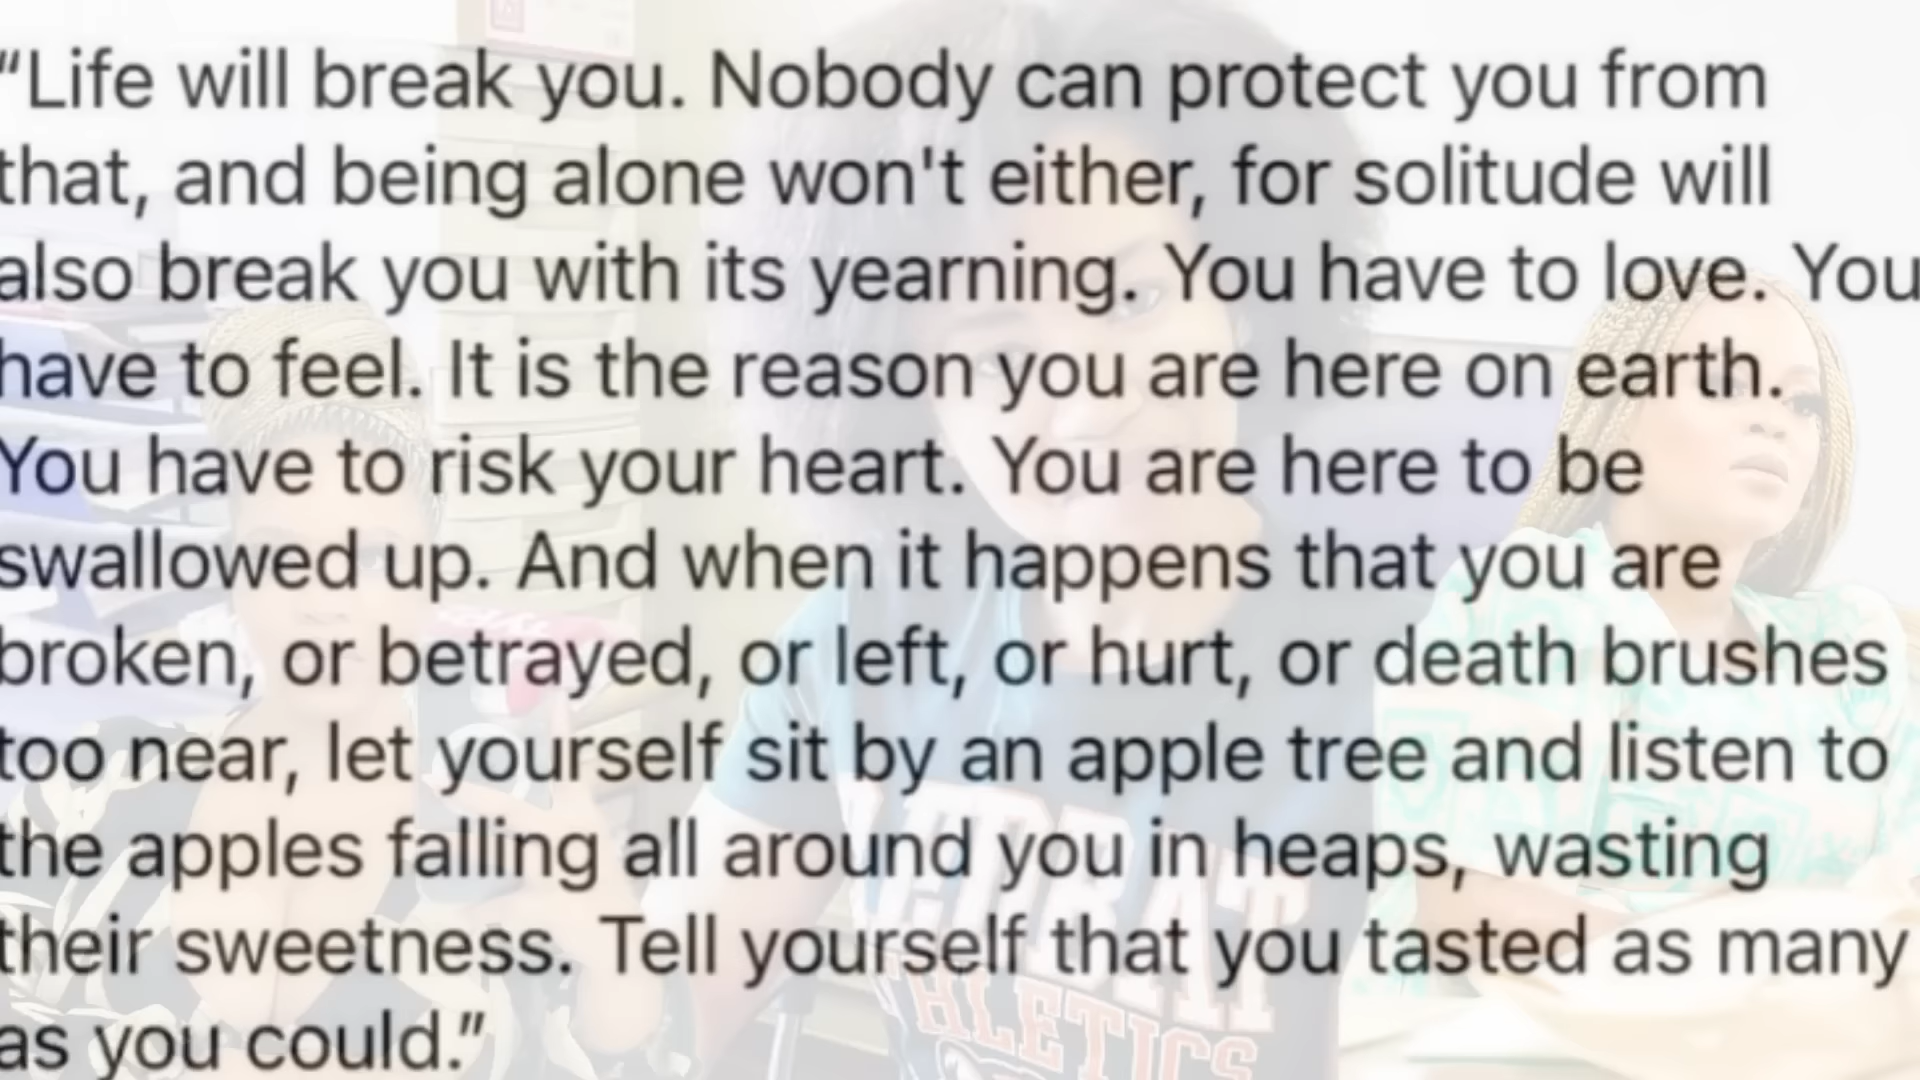 “Life will break you. Nobody can protect you from
that, and being alone won't either, for solitude will
also break you with its yearning. You have to love. You
have to feel. It is the reason you are here on earth.
You have to risk your heart. You are here to be
swallowed up. And when it happens that you are
broken, or betrayed, or left, or hurt, or death brushes
too near, let yourself sit by an apple tree and listen to
the apples falling all around you in heaps, wasting
their sweetness. Tell yourself that you tasted as many
as you could.”